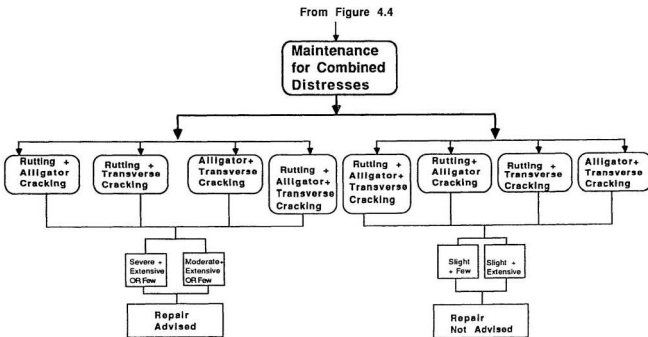 From Figure 4.4
Maintenance
for Combined
Distresses
Rutting +
Alligator
Cracking
Rutting +
Transverse
Cracking
Alligator+
Transverse
Cracking
Rutting +
Alligator+
Transverse
Cracking
Rutting +
Alligator+
Transverse
Cracking
Rutting+
Alligator
Cracking
Rutting +
Transverse
Cracking
Alligator+
Transverse
Cracking
Severe +
Extensive
OR Few
Moderate+
Extensive
OR Few
Slight
+ Few
Slight +
Extensive
Repair
Advised
Repair
Not Advised